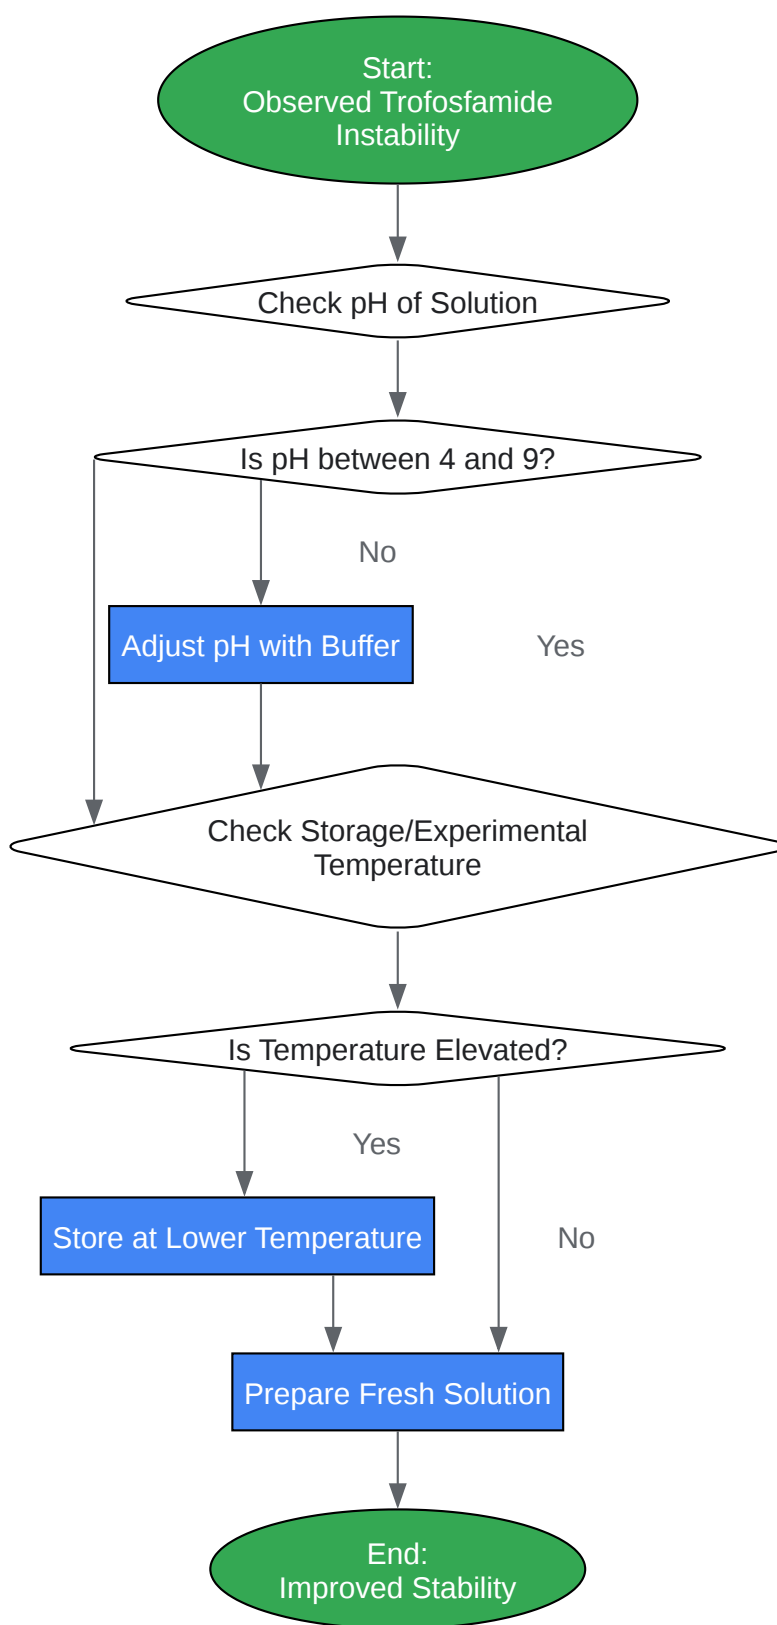 Start:
Observed Trofosfamide
Instability
Check pH of Solution
Is pH between 4 and 9?
No
Adjust pH with Buffer
Yes
Check Storage/Experimental
Temperature
Is Temperature Elevated?
Yes
Store at Lower Temperature
No
Prepare Fresh Solution
End:
Improved Stability